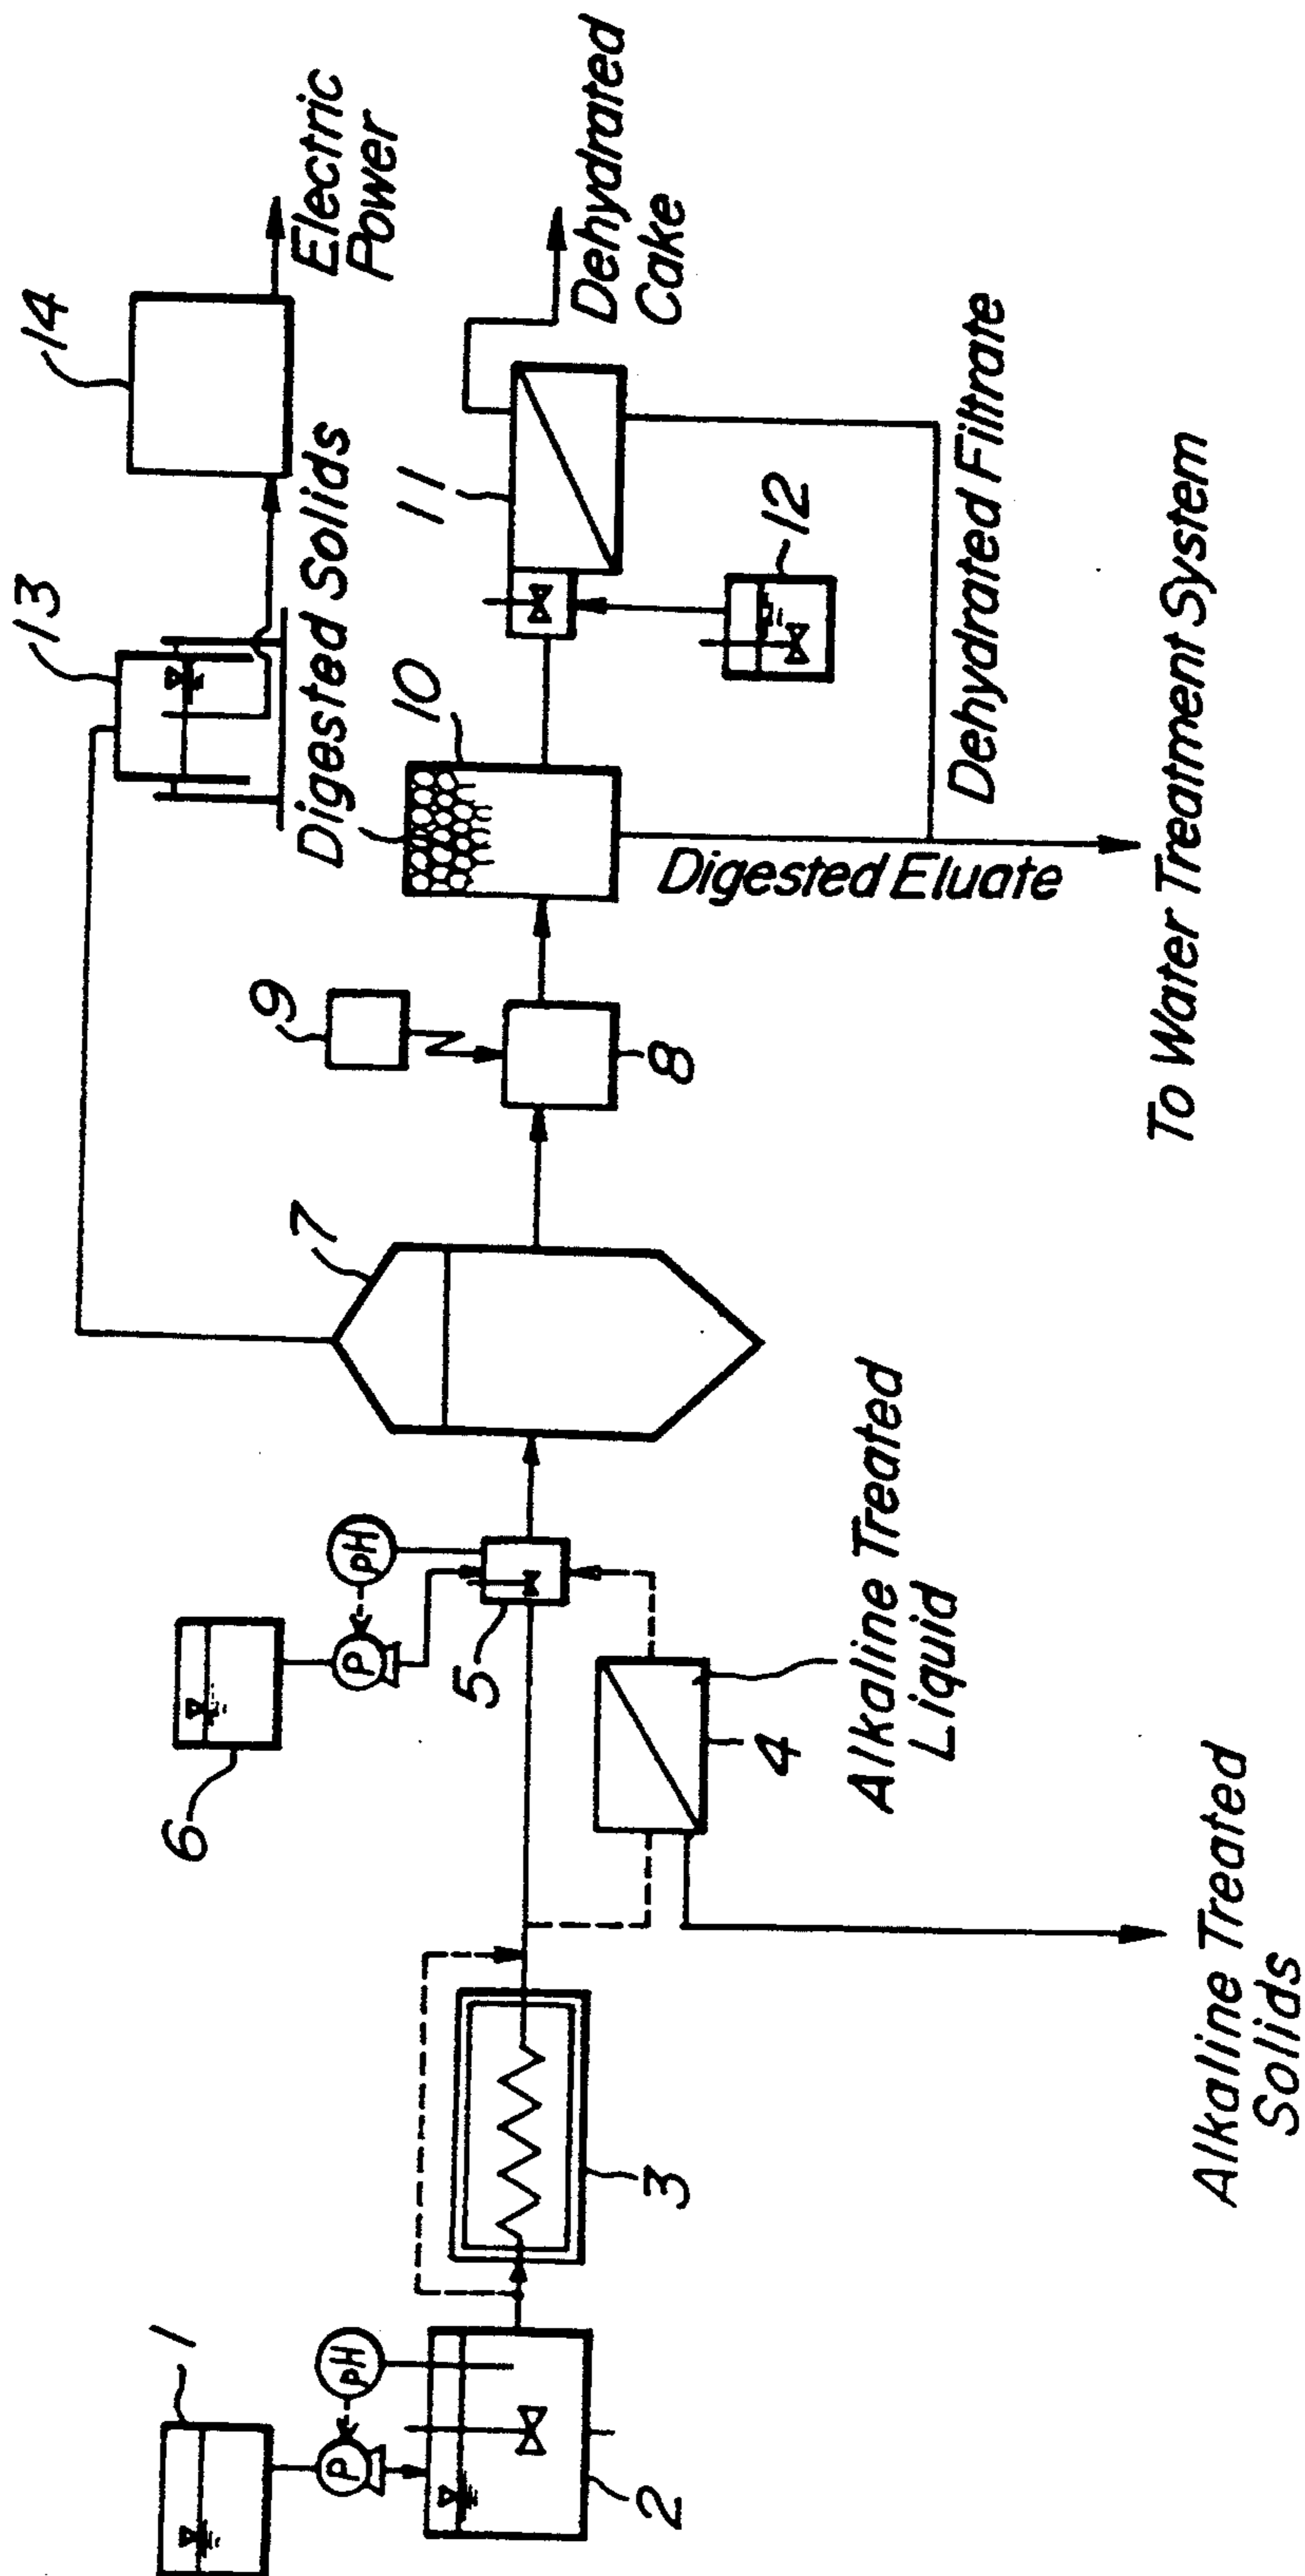 1
pH
P
2
3
6
pH
P
5
4
Alkaline Treated
Liquid
Alkaline Treated
Solids
7
9
8
10
Digested Solids
Digested Eluate
13
14
Electric
Power
11
12
Dehydrated
Cake
Dehydrated Filtrate
To Water Treatment System